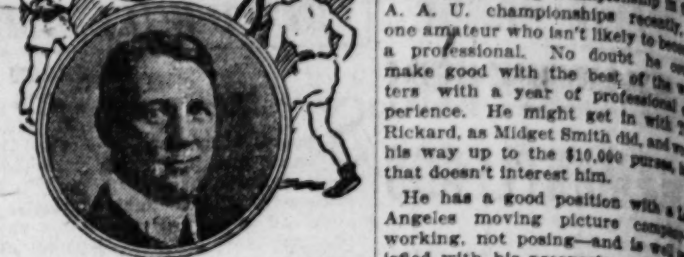 A. A. U. championships recently,
one amateur who isn't likely to
a professional. No doubt he
make good with the best of the
ters with a year of professional
perience. He might get in with
Rickard, as Midget Smith did, and
his way up to the $10,000 purses,
that doesn't interest him.
He has a good position with a
Angeles moving picture
working, not posing—and is well